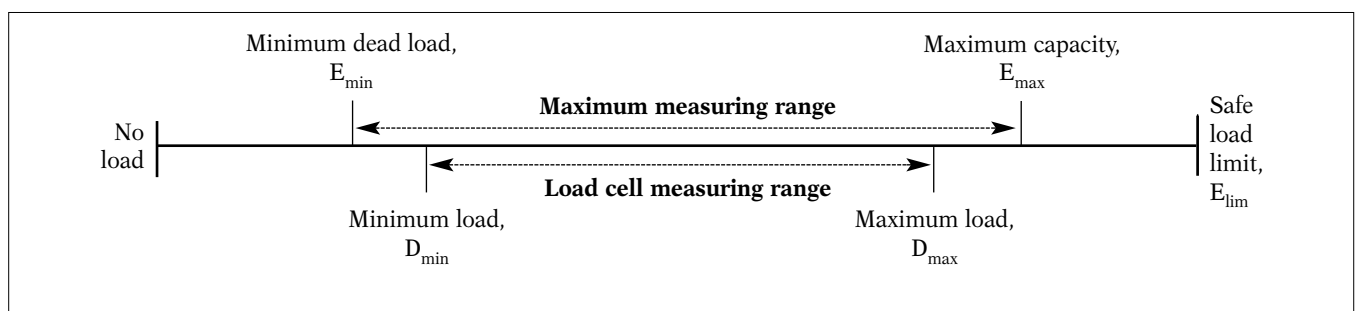 Minimum dead load,
E_min
Maximum capacity,
E_max
Maximum measuring range
No
load
Safe
load
limit,
E_lim
Load cell measuring range
Minimum load,
D_min
Maximum load,
D_max